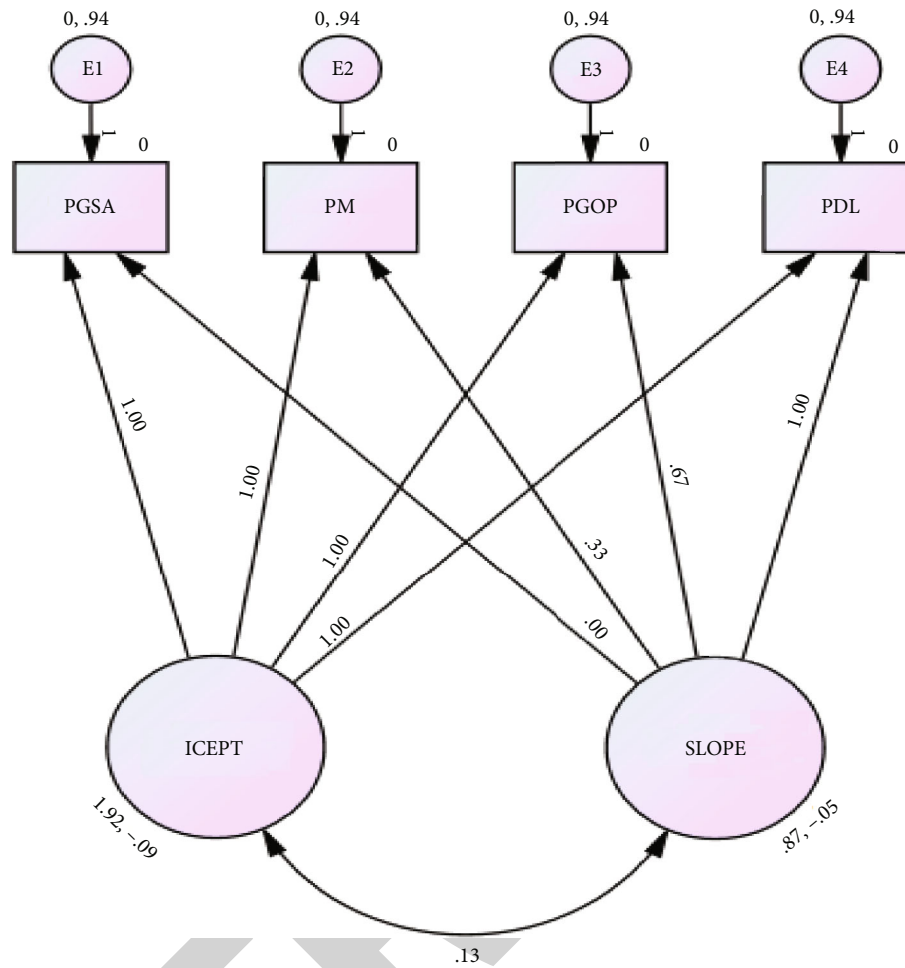 0, .94
0, .94
0, .94
0, .94
E1
E2
E3
E4
1
0
1
0
1
0
1
0
PGSA
PM
PGOP
PDL
1.00
1.00
1.00
1.00
.00
.33
.67
1.00
ICEPT
SLOPE
1.92, –.09
.87, –.05
.13